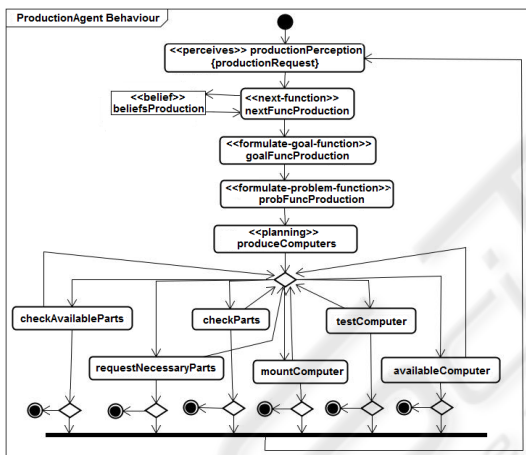 ProductionAgent Behaviour
<<perceives>> productionPerception
{productionRequest}
<<belief>>
beliefsProduction
<<next-function>>
nextFuncProduction
<<formulate-goal-function>>
goalFuncProduction
<<formulate-problem-function>>
probFuncProduction
<<planning>>
produceComputers
checkAvailableParts
checkParts
testComputer
requestNecessaryParts
mountComputer
availableComputer